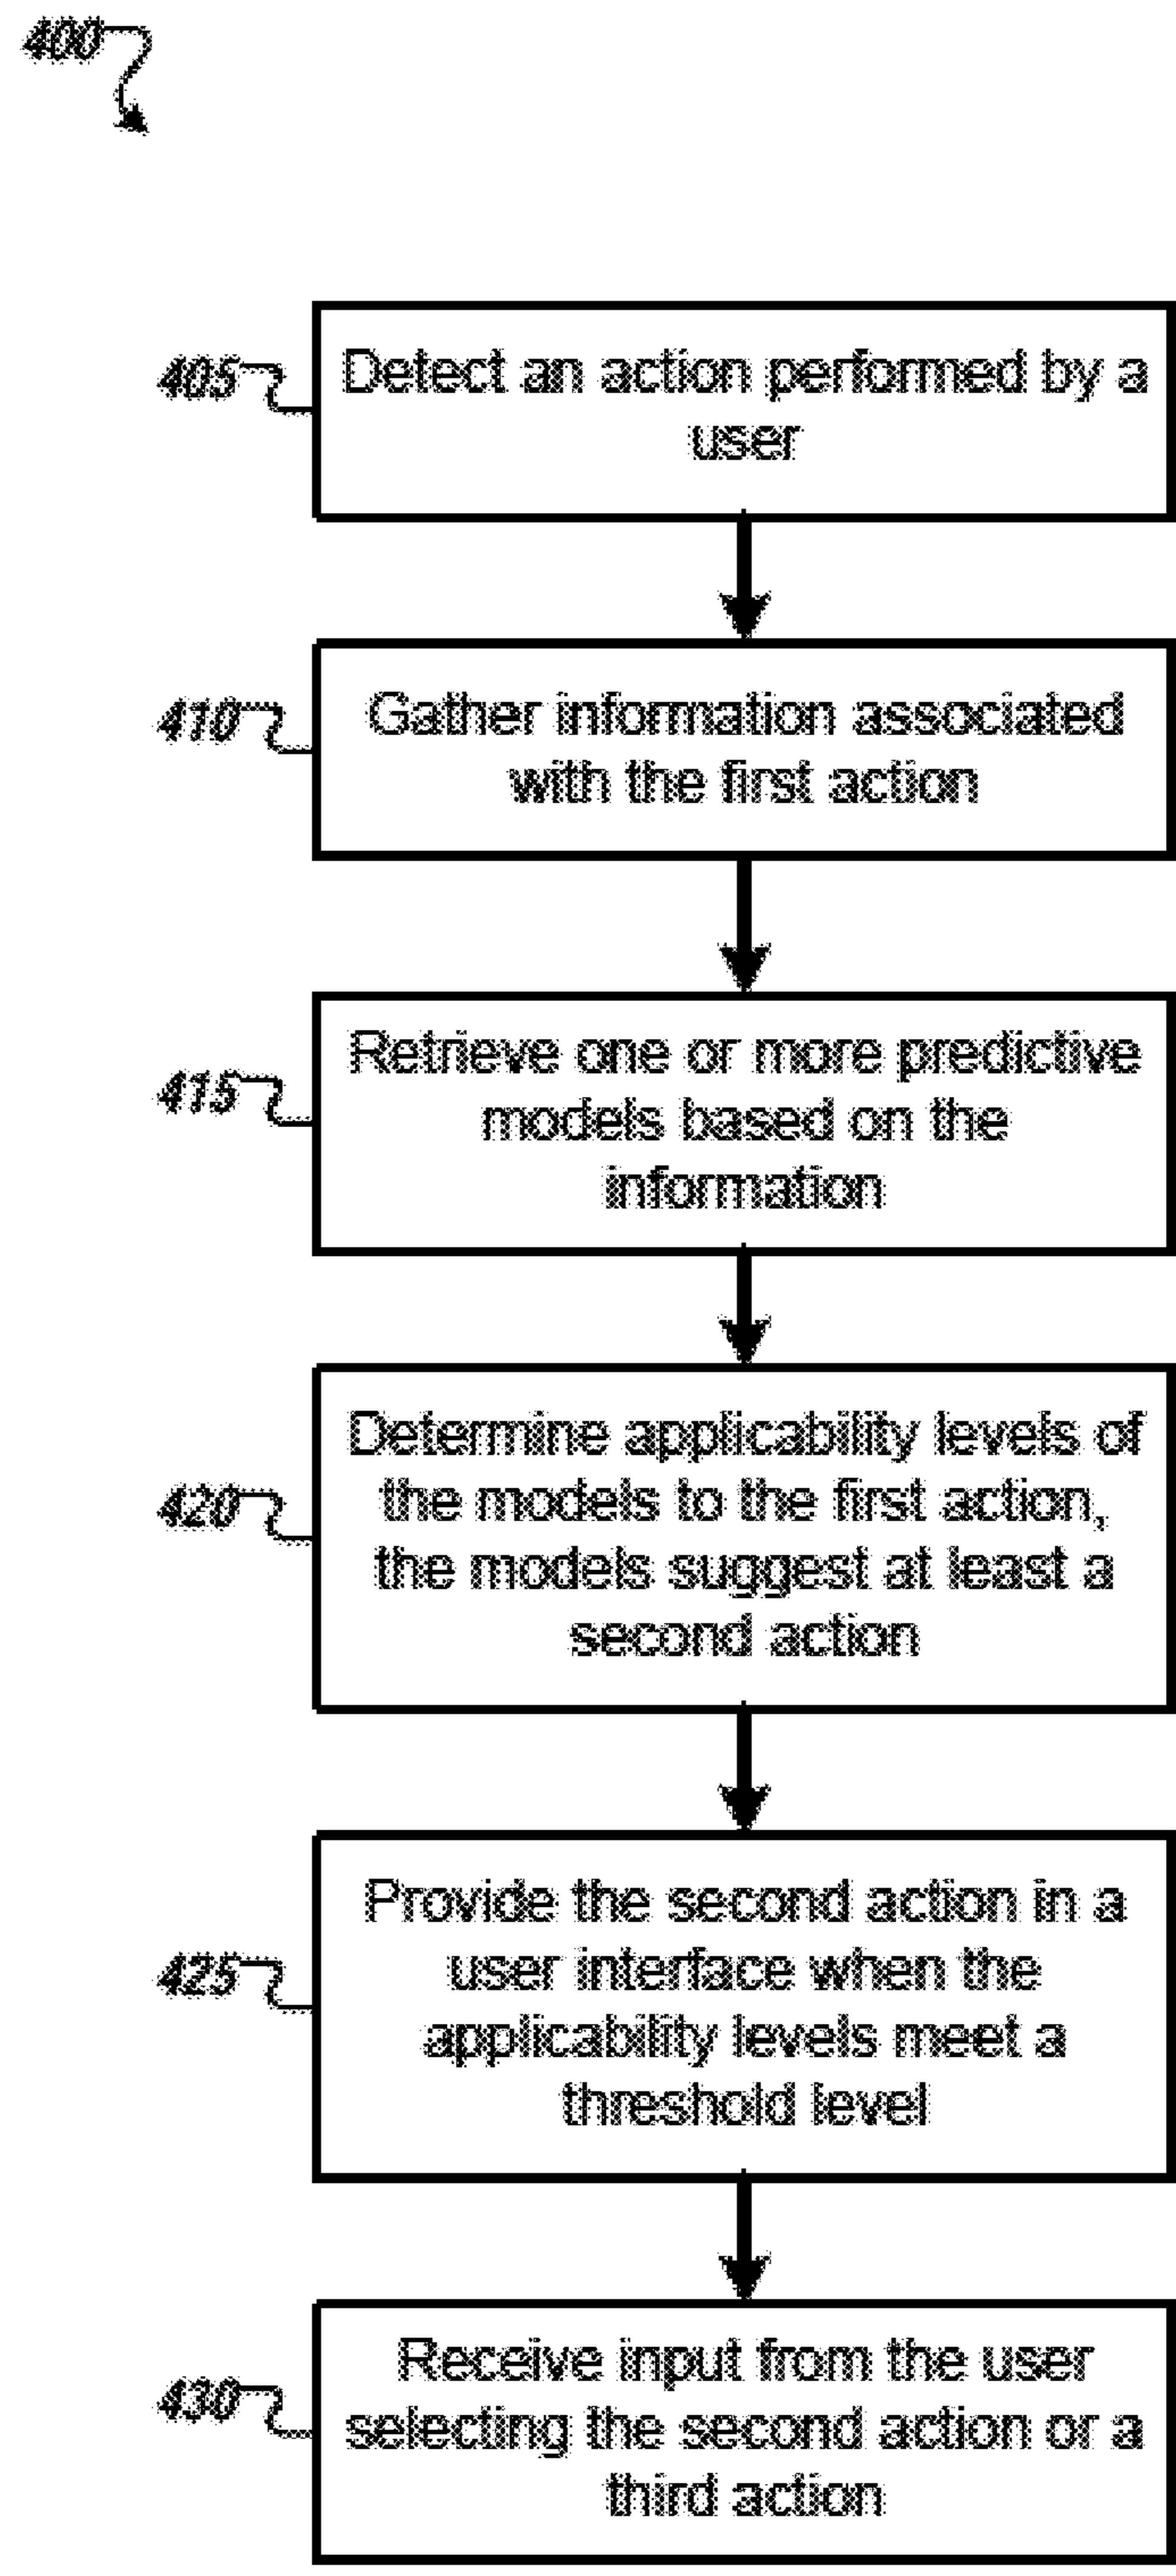 400
405
Detect an action performed by a
user
410
Gather information associated
with the first action
415
Retrieve one or more predictive
models based on the
information
420
Determine applicability levels of
the models to the first action,
the models suggest at least a
second action
425
Provide the second action in a
user interface when the
applicability levels meet a
threshold level
430
Receive input from the user
selecting the second action or a
third action